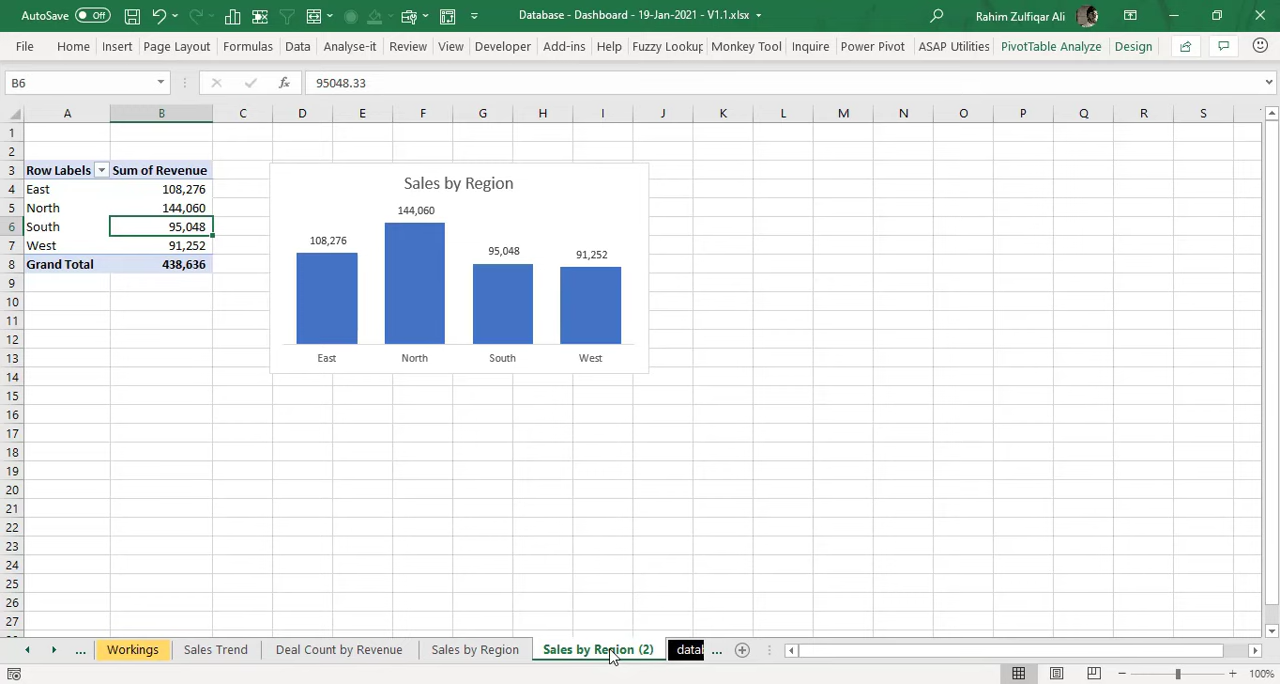 AutoSave Off Database - Dashboard - 19-Jan-2021 - V1.1.xlsx Rahim Zulfiqar Ali
File Home Insert Page Layout Formulas Data Analyse-it Review View Developer Add-ins Help Fuzzy Lookup Monkey Tool Inquire Power Pivot ASAP Utilities PivotTable Analyze Design
B6 fx 95048.33
A B C D E F G H I J K L M N O P Q R S
1
2
3 Row Labels Sum of Revenue
4 East 108,276
5 North 144,060
6 South 95,048
7 West 91,252
8 Grand Total 438,636
9
10
11
12
13
14
15
16
17
18
19
20
21
22
23
24
25
26
27
Sales by Region
144,060
108,276
95,048
91,252
East North South West
... Workings Sales Trend Deal Count by Revenue Sales by Region Sales by Region (2) datab ...
100%